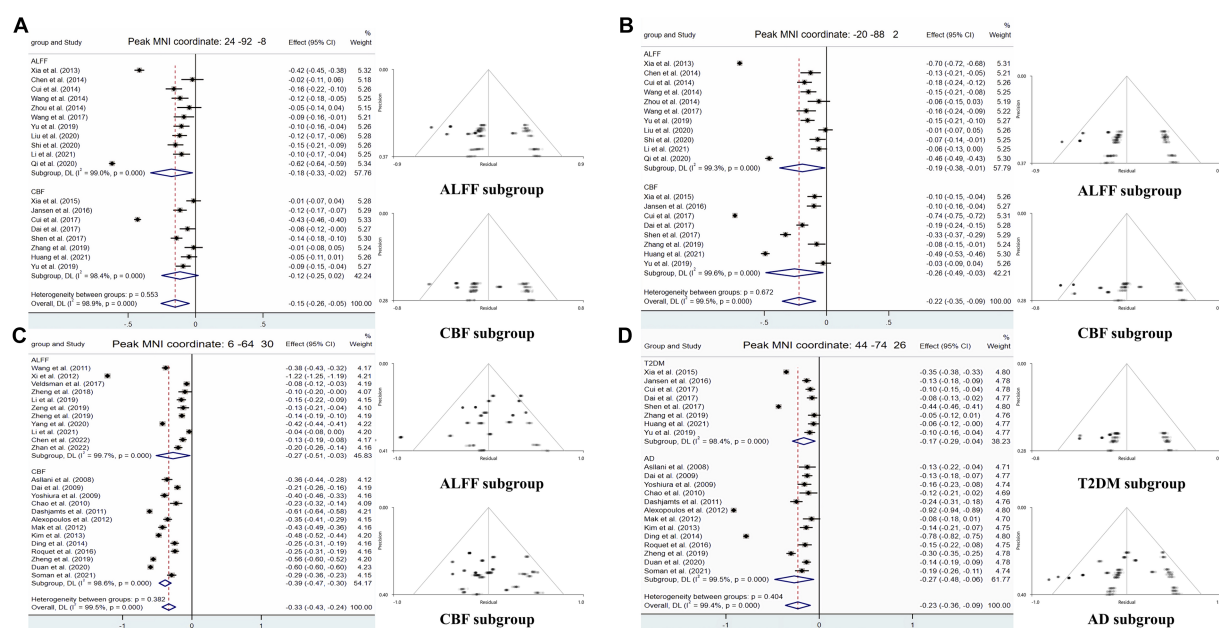 A
group and Study
Peak MNI coordinate: 24 -92 -8
Effect (95% CI)
%
Weight
ALFF
Xia et al. (2013) -0.42 (-0.45, -0.38) 5.32
Chen et al. (2014) -0.02 (-0.11, 0.06) 5.18
Cui et al. (2014) -0.16 (-0.22, -0.10) 5.26
Wang et al. (2014) -0.12 (-0.18, -0.05) 5.25
Zhou et al. (2014) -0.05 (-0.14, 0.04) 5.15
Wang et al. (2017) -0.09 (-0.16, -0.01) 5.21
Yu et al. (2019) -0.10 (-0.16, -0.04) 5.26
Liu et al. (2020) -0.12 (-0.17, -0.06) 5.28
Shi et al. (2020) -0.15 (-0.21, -0.09) 5.26
Li et al. (2021) -0.10 (-0.17, -0.04) 5.25
Qi et al. (2020) -0.62 (-0.64, -0.59) 5.34
Subgroup, DL (I² = 99.0%, p = 0.000) -0.18 (-0.33, -0.02) 57.76
CBF
Xia et al. (2015) -0.01 (-0.07, 0.04) 5.28
Jansen et al. (2016) -0.12 (-0.17, -0.07) 5.29
Cui et al. (2017) -0.43 (-0.46, -0.40) 5.33
Dai et al. (2017) -0.06 (-0.12, -0.00) 5.27
Shen et al. (2017) -0.14 (-0.18, -0.10) 5.30
Zhang et al. (2019) -0.01 (-0.08, 0.05) 5.24
Huang et al. (2021) -0.05 (-0.11, 0.01) 5.26
Yu et al. (2019) -0.09 (-0.15, -0.04) 5.27
Subgroup, DL (I² = 98.4%, p = 0.000) -0.12 (-0.25, 0.02) 42.24
Heterogeneity between groups: p = 0.553
Overall, DL (I² = 98.9%, p = 0.000) -0.15 (-0.26, -0.05) 100.00
-.5 0 .5
0.00
Precision
0.37
-0.9 Residual 0.9
ALFF subgroup
0.00
Precision
0.28
Residual
CBF subgroup
B
group and Study
Peak MNI coordinate: -20 -88 2
Effect (95% CI)
%
Weight
ALFF
Xia et al. (2013) -0.70 (-0.72, -0.68) 5.31
Chen et al. (2014) -0.13 (-0.21, -0.05) 5.21
Cui et al. (2014) -0.18 (-0.24, -0.12) 5.26
Wang et al. (2014) -0.15 (-0.21, -0.08) 5.25
Zhou et al. (2014) -0.06 (-0.15, 0.03) 5.19
Wang et al. (2017) -0.16 (-0.24, -0.09) 5.22
Yu et al. (2019) -0.15 (-0.21, -0.10) 5.27
Liu et al. (2020) -0.01 (-0.07, 0.05) 5.26
Shi et al. (2020) -0.07 (-0.14, -0.01) 5.25
Li et al. (2021) -0.06 (-0.13, 0.00) 5.25
Qi et al. (2020) -0.46 (-0.49, -0.43) 5.30
Subgroup, DL (I² = 99.3%, p = 0.000) -0.19 (-0.38, -0.01) 57.79
CBF
Xia et al. (2015) -0.10 (-0.15, -0.04) 5.26
Jansen et al. (2016) -0.10 (-0.16, -0.04) 5.27
Cui et al. (2017) -0.74 (-0.75, -0.72) 5.31
Dai et al. (2017) -0.19 (-0.24, -0.15) 5.28
Shen et al. (2017) -0.33 (-0.37, -0.29) 5.29
Zhang et al. (2019) -0.08 (-0.15, -0.01) 5.24
Huang et al. (2021) -0.49 (-0.53, -0.46) 5.30
Yu et al. (2019) -0.03 (-0.09, 0.04) 5.26
Subgroup, DL (I² = 99.6%, p = 0.000) -0.26 (-0.49, -0.03) 42.21
Heterogeneity between groups: p = 0.672
Overall, DL (I² = 99.5%, p = 0.000) -0.22 (-0.35, -0.09) 100.00
-.5 0 .5
0.00
Precision
0.37
-0.9 Residual
ALFF subgroup
0.00
Precision
0.28
Residual
CBF subgroup
C
group and Study
Peak MNI coordinate: 6 -64 30
Effect (95% CI)
%
Weight
ALFF
Wang et al. (2011) -0.38 (-0.43, -0.32) 4.17
Xi et al. (2012) -1.22 (-1.25, -1.19) 4.21
Veldsman et al. (2017) -0.08 (-0.12, -0.03) 4.19
Zheng et al. (2018) -0.10 (-0.20, -0.00) 4.07
Li et al. (2019) -0.15 (-0.22, -0.09) 4.15
Zeng et al. (2019) -0.13 (-0.21, -0.04) 4.10
Zheng et al. (2019) -0.14 (-0.19, -0.10) 4.19
Yang et al. (2020) -0.42 (-0.44, -0.41) 4.22
Li et al. (2021) -0.04 (-0.08, 0.00) 4.20
Chen et al. (2022) -0.13 (-0.19, -0.08) 4.17
Zhan et al. (2022) -0.20 (-0.26, -0.14) 4.17
Subgroup, DL (I² = 99.7%, p = 0.000) -0.27 (-0.51, -0.03) 45.83
CBF
Asllani et al. (2008) -0.36 (-0.44, -0.28) 4.12
Dai et al. (2009) -0.21 (-0.26, -0.16) 4.19
Yoshiura et al. (2009) -0.40 (-0.46, -0.33) 4.16
Chao et al. (2010) -0.23 (-0.32, -0.14) 4.09
Dashjamts et al. (2011) -0.61 (-0.64, -0.58) 4.21
Alexopoulos et al. (2012) -0.35 (-0.41, -0.29) 4.15
Mak et al. (2012) -0.43 (-0.49, -0.36) 4.16
Kim et al. (2013) -0.48 (-0.52, -0.44) 4.20
Ding et al. (2014) -0.25 (-0.31, -0.19) 4.16
Roquet et al. (2016) -0.25 (-0.31, -0.19) 4.16
Zheng et al. (2019) -0.56 (-0.60, -0.52) 4.20
Duan et al. (2020) -0.60 (-0.60, -0.60) 4.23
Soman et al. (2021) -0.29 (-0.36, -0.23) 4.15
Subgroup, DL (I² = 98.6%, p = 0.000) -0.39 (-0.47, -0.30) 54.17
Heterogeneity between groups: p = 0.382
Overall, DL (I² = 99.5%, p = 0.000) -0.33 (-0.43, -0.24) 100.00
-1 0 1
0.00
Precision
0.41
Residual
ALFF subgroup
0.00
Precision
0.40
-1.0 Residual 1.0
CBF subgroup
D
group and Study
Peak MNI coordinate: 44 -74 26
Effect (95% CI)
%
Weight
T2DM
Xia et al. (2015) -0.35 (-0.38, -0.33) 4.80
Jansen et al. (2016) -0.13 (-0.18, -0.09) 4.78
Cui et al. (2017) -0.10 (-0.15, -0.04) 4.77
Dai et al. (2017) -0.08 (-0.13, -0.02) 4.77
Shen et al. (2017) -0.44 (-0.46, -0.41) 4.80
Zhang et al. (2019) -0.05 (-0.12, 0.01) 4.76
Huang et al. (2021) -0.06 (-0.12, -0.00) 4.77
Yu et al. (2019) -0.10 (-0.16, -0.04) 4.77
Subgroup, DL (I² = 98.4%, p = 0.000) -0.17 (-0.29, -0.04) 38.23
AD
Asllani et al. (2008) -0.13 (-0.22, -0.04) 4.71
Dai et al. (2009) -0.13 (-0.18, -0.07) 4.77
Yoshiura et al. (2009) -0.16 (-0.23, -0.08) 4.74
Chao et al. (2010) -0.12 (-0.21, -0.02) 4.69
Dashjamts et al. (2011) -0.24 (-0.31, -0.18) 4.76
Alexopoulos et al. (2012) -0.92 (-0.94, -0.89) 4.80
Mak et al. (2012) -0.08 (-0.18, 0.01) 4.70
Kim et al. (2013) -0.14 (-0.21, -0.07) 4.75
Ding et al. (2014) -0.78 (-0.82, -0.75) 4.80
Roquet et al. (2016) -0.15 (-0.22, -0.08) 4.75
Zheng et al. (2019) -0.30 (-0.35, -0.25) 4.78
Duan et al. (2020) -0.14 (-0.19, -0.09) 4.78
Soman et al. (2021) -0.19 (-0.26, -0.11) 4.74
Subgroup, DL (I² = 99.5%, p = 0.000) -0.27 (-0.48, -0.06) 61.77
Heterogeneity between groups: p = 0.404
Overall, DL (I² = 99.4%, p = 0.000) -0.23 (-0.36, -0.09) 100.00
-1 0 1
0.00
Precision
0.28
Residual
T2DM subgroup
0.00
Precision
0.40
Residual
AD subgroup